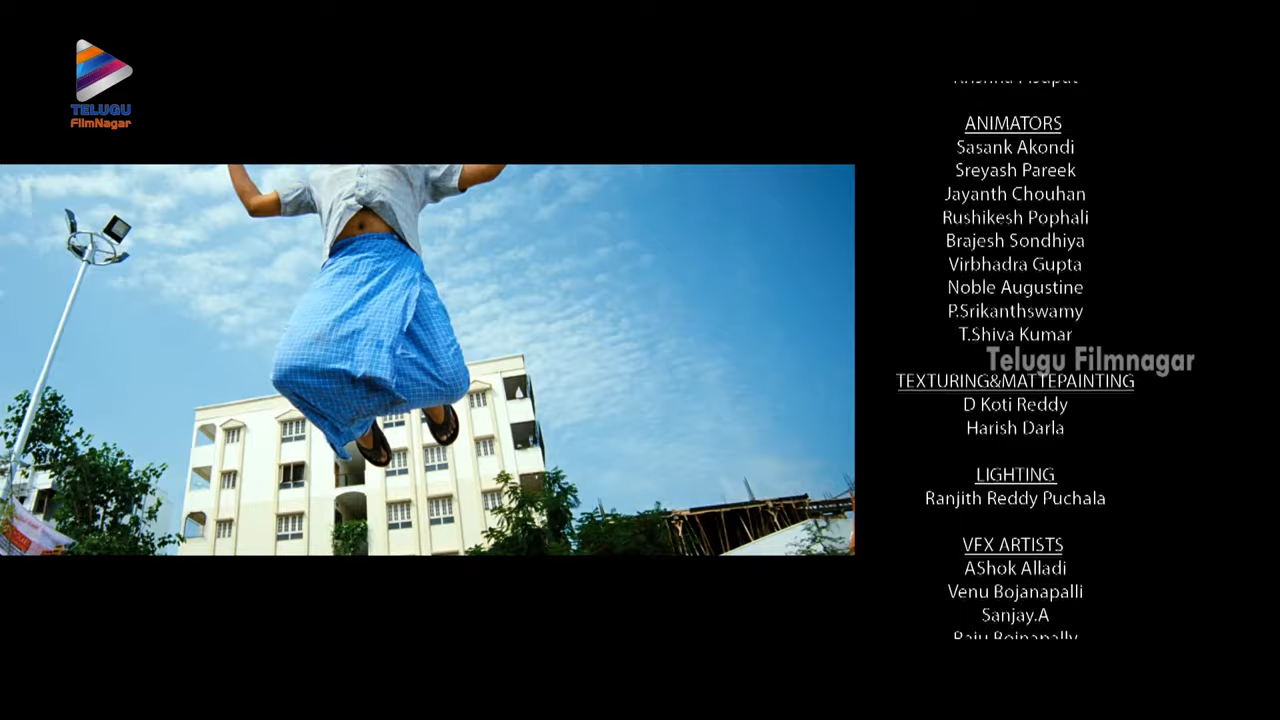 TELUGU
FilmNagar
ANIMATORS
Sasank Akondi
Sreyash Pareek
Jayanth Chouhan
Rushikesh Pophali
Brajesh Sondhiya
Virbhadra Gupta
Noble Augustine
P.Srikanthswamy
T.Shiva Kumar
Telugu Filmnagar
TEXTURING&MATTEPAINTING
D Koti Reddy
Harish Darla
LIGHTING
Ranjith Reddy Puchala
VFX ARTISTS
AShok Alladi
Venu Bojanapalli
Sanjay.A